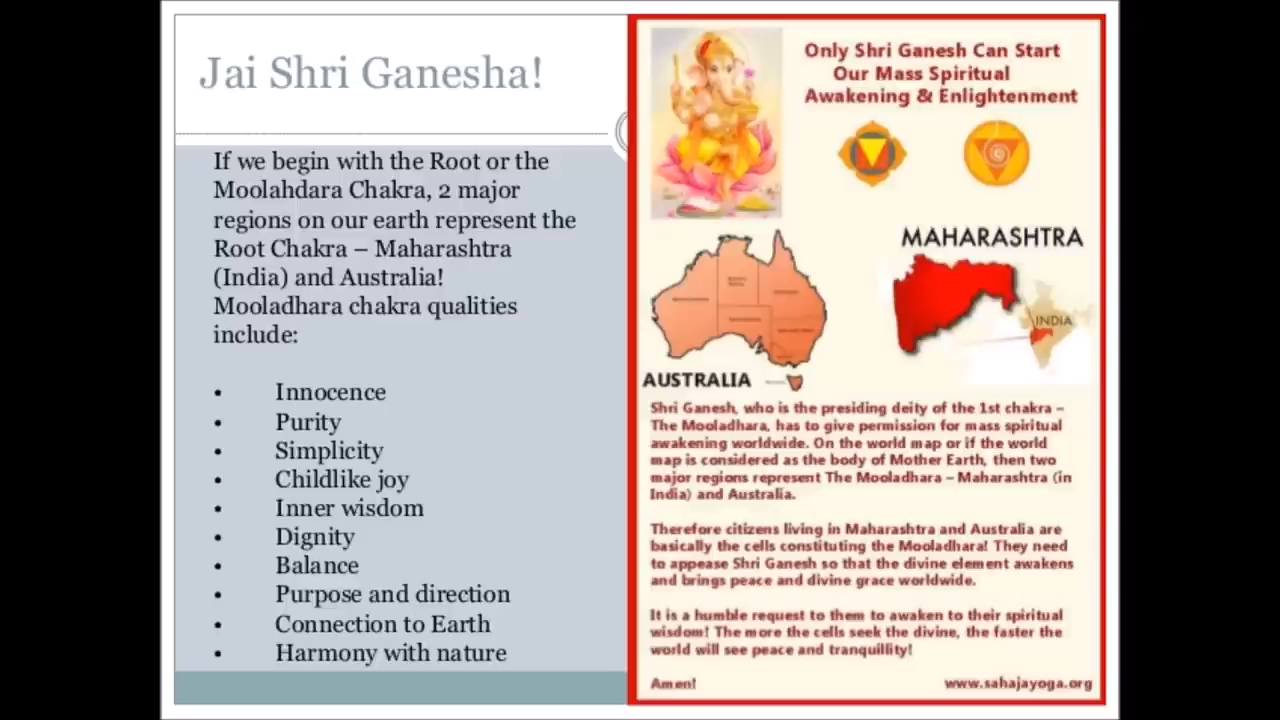 Jai Shri Ganesha!
If we begin with the Root or the
Moolahdara Chakra, 2 major
regions on our earth represent the
Root Chakra – Maharashtra
(India) and Australia!
Mooladhara chakra qualities
include:
• Innocence
• Purity
• Simplicity
• Childlike joy
• Inner wisdom
• Dignity
• Balance
• Purpose and direction
• Connection to Earth
• Harmony with nature
Only Shri Ganesh Can Start
Our Mass Spiritual
Awakening & Enlightenment
MAHARASHTRA
INDIA
AUSTRALIA
Shri Ganesh, who is the presiding deity of the 1st chakra –
The Mooladhara, has to give permission for mass spiritual
awakening worldwide. On the world map or if the world
map is considered as the body of Mother Earth, then two
major regions represent The Mooladhara – Maharashtra (in
India) and Australia.
Therefore citizens living in Maharashtra and Australia are
basically the cells constituting the Mooladhara! They need
to appease Shri Ganesh so that the divine element awakens
and brings peace and divine grace worldwide.
It is a humble request to them to awaken to their spiritual
wisdom! The more the cells seek the divine, the faster the
world will see peace and tranquillity!
Amen!
www.sahajayoga.org